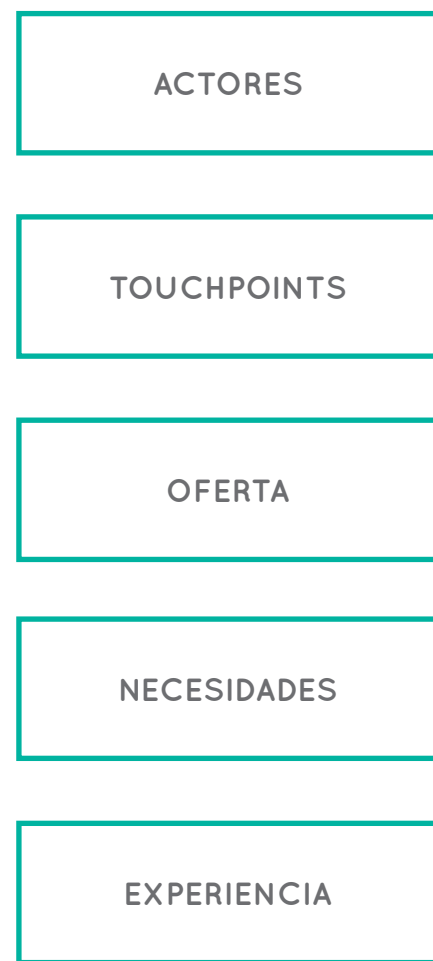 ACTORES
TOUCHPOINTS
OFERTA
NECESIDADES
EXPERIENCIA